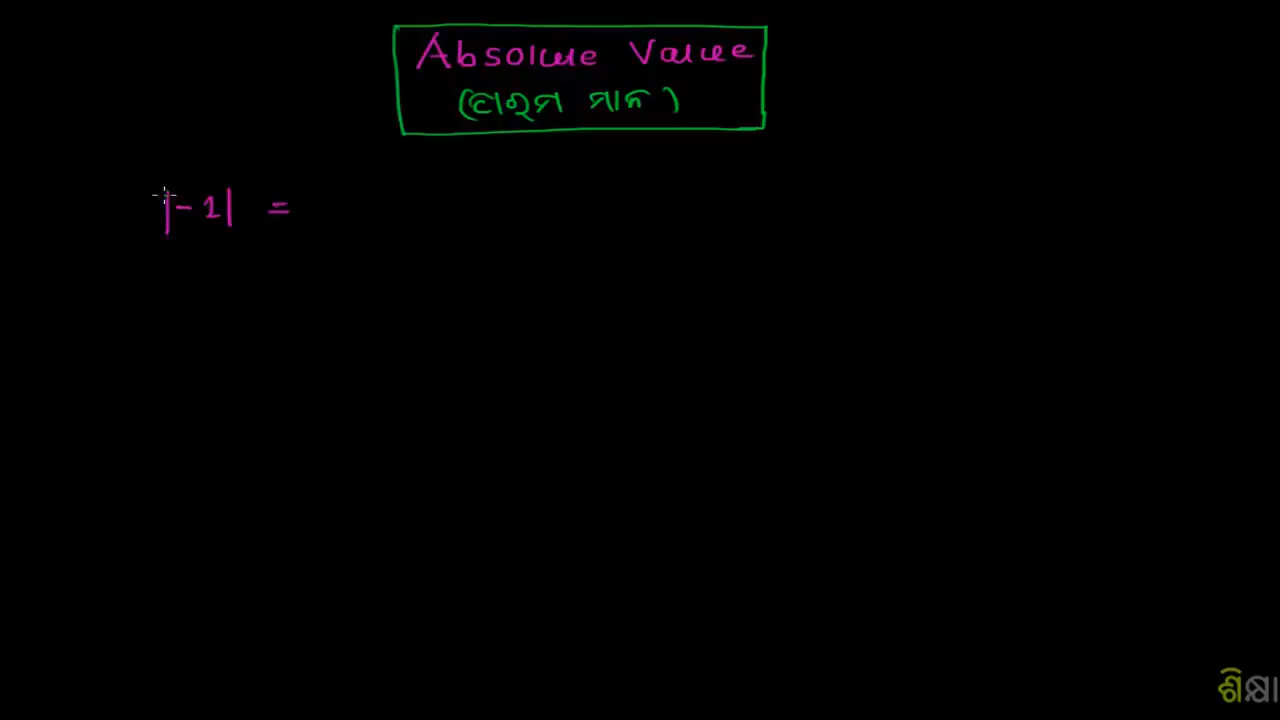 Absolute Value
(ପରମ ମାନ)
|-1| =
ଶିକ୍ଷା